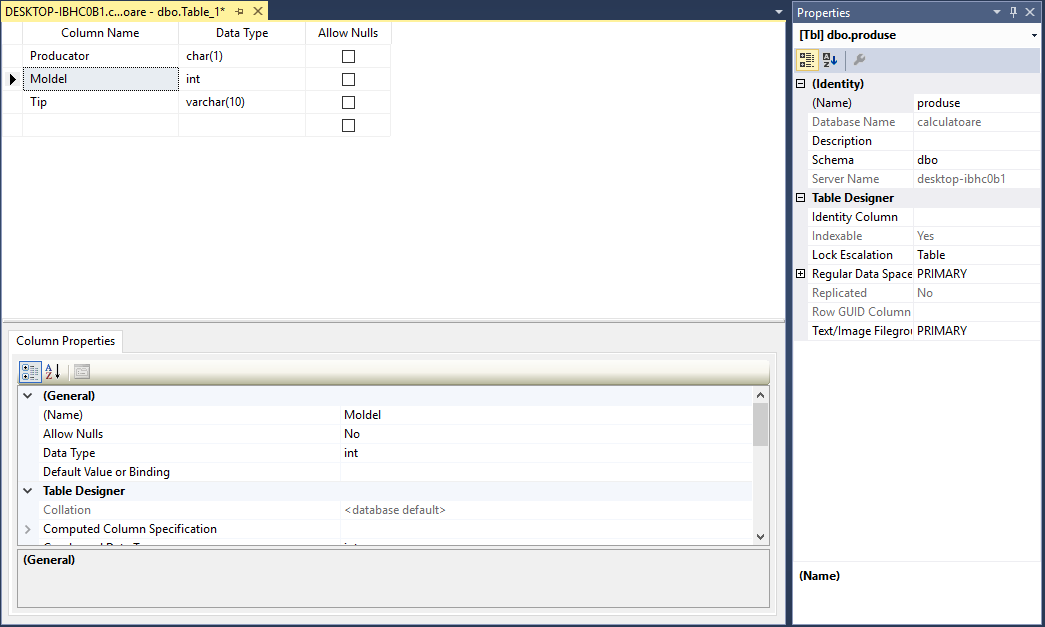 DESKTOP-IBHC0B1.c...oare - dbo.Table_1*
Column Name Data Type Allow Nulls
Producator char(1)
Moldel int
Tip varchar(10)
Column Properties
(General)
(Name) Moldel
Allow Nulls No
Data Type int
Default Value or Binding
Table Designer
Collation <database default>
Computed Column Specification
(General)
Properties
[Tbl] dbo.produse
(Identity)
(Name) produse
Database Name calculatoare
Description
Schema dbo
Server Name desktop-ibhc0b1
Table Designer
Identity Column
Indexable Yes
Lock Escalation Table
Regular Data Space PRIMARY
Replicated No
Row GUID Column
Text/Image Filegrou PRIMARY
(Name)